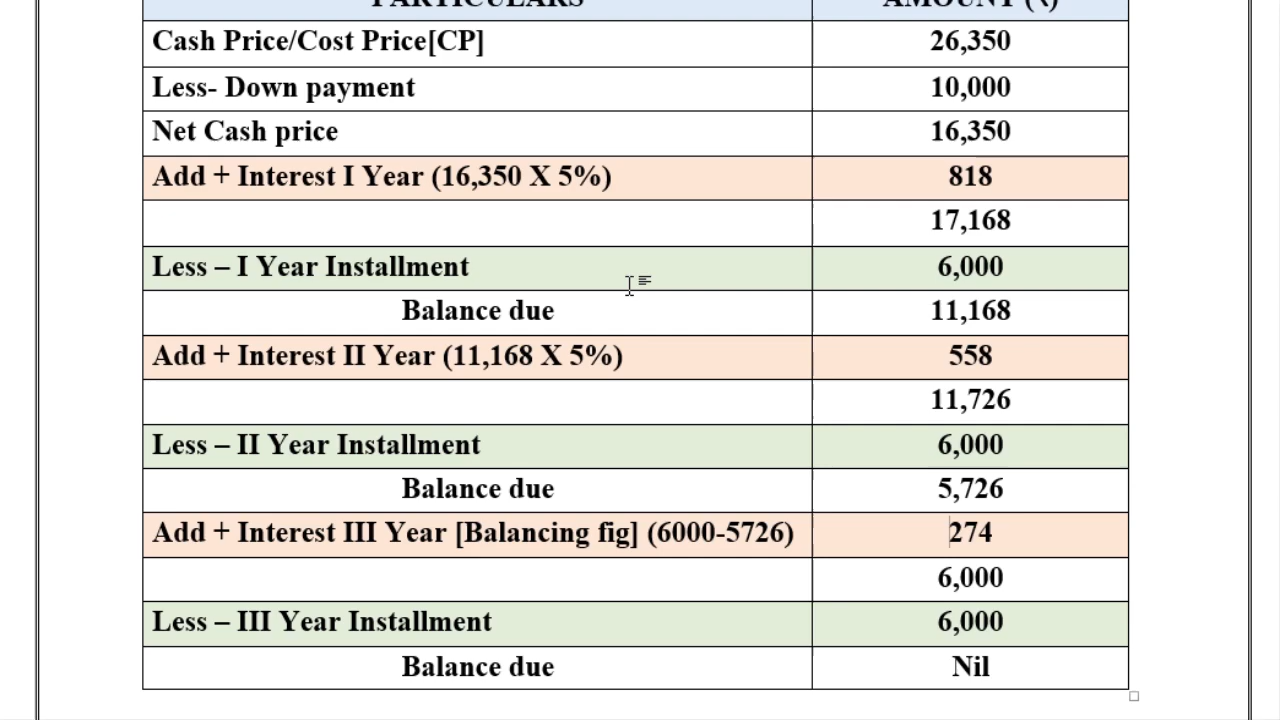 PARTICULARS AMOUNT (₹)
Cash Price/Cost Price[CP] 26,350
Less- Down payment 10,000
Net Cash price 16,350
Add + Interest I Year (16,350 X 5%) 818
17,168
Less – I Year Installment 6,000
Balance due 11,168
Add + Interest II Year (11,168 X 5%) 558
11,726
Less – II Year Installment 6,000
Balance due 5,726
Add + Interest III Year [Balancing fig] (6000-5726) 274
6,000
Less – III Year Installment 6,000
Balance due Nil